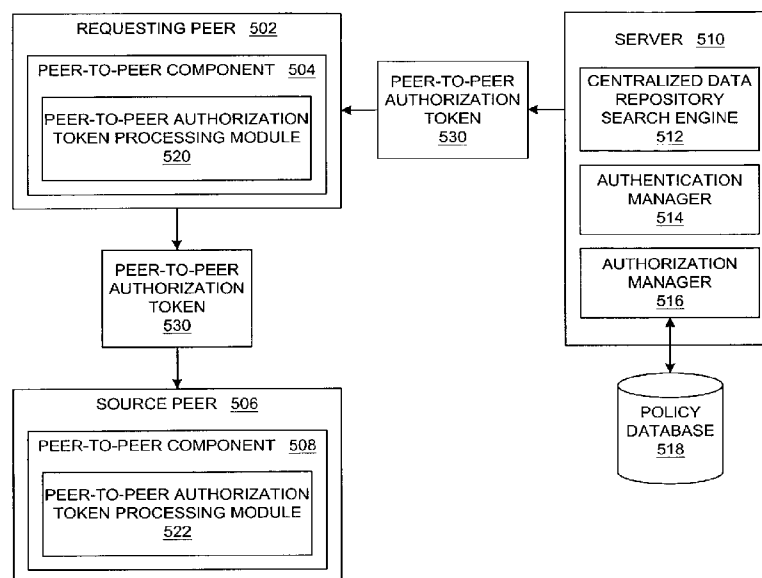 REQUESTING PEER 502
PEER-TO-PEER COMPONENT 504
PEER-TO-PEER AUTHORIZATION
TOKEN PROCESSING MODULE
520
PEER-TO-PEER
AUTHORIZATION
TOKEN
530
SERVER 510
CENTRALIZED DATA
REPOSITORY
SEARCH ENGINE
512
AUTHENTICATION
MANAGER
514
AUTHORIZATION
MANAGER
516
POLICY
DATABASE
518
PEER-TO-PEER
AUTHORIZATION
TOKEN
530
SOURCE PEER 506
PEER-TO-PEER COMPONENT 508
PEER-TO-PEER AUTHORIZATION
TOKEN PROCESSING MODULE
522